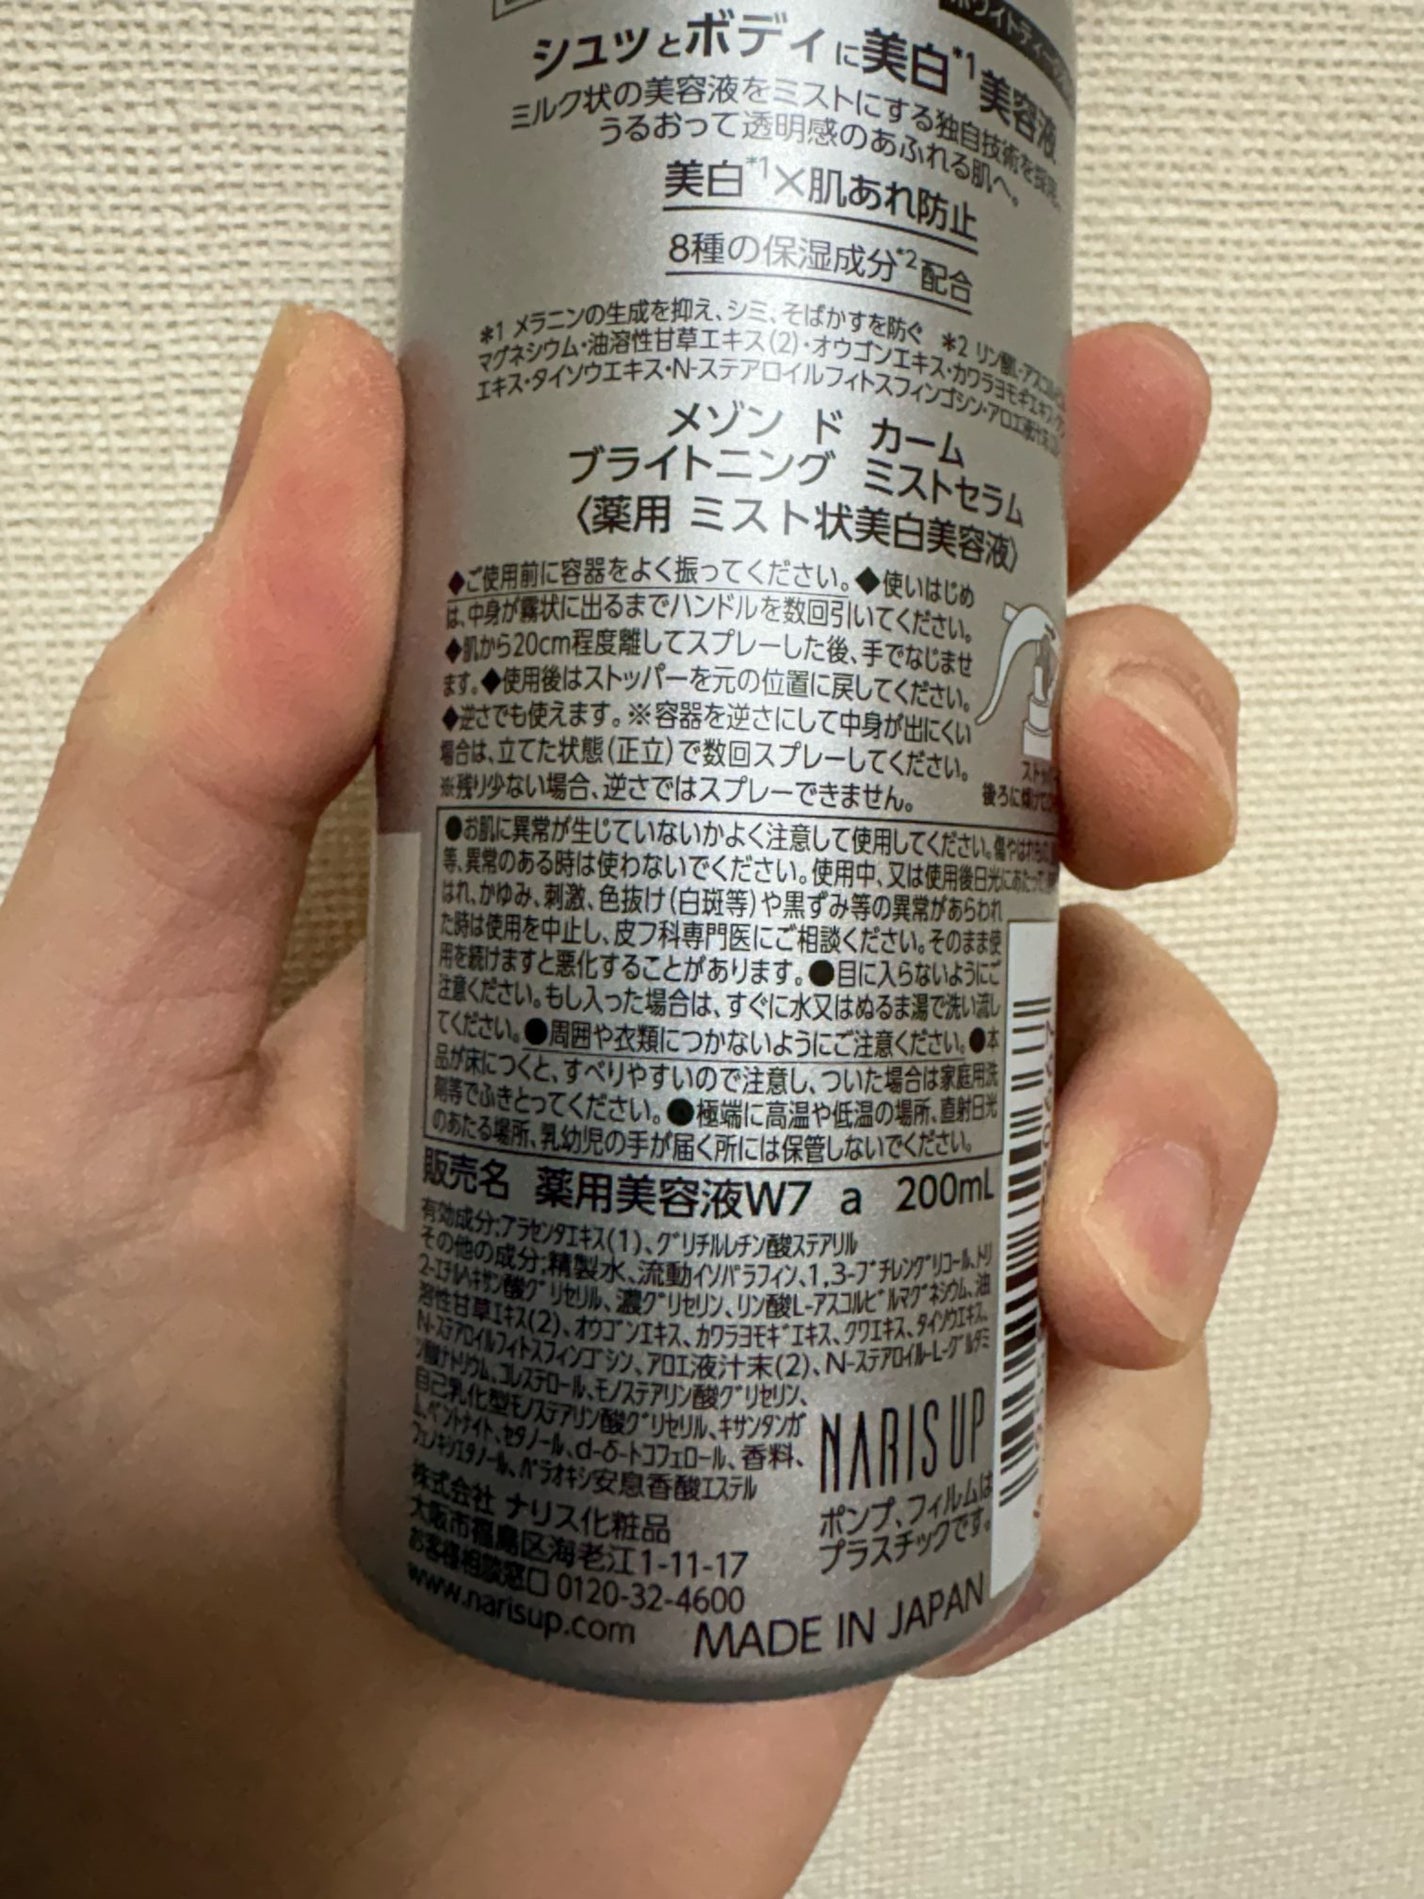 ホワイトティー
シュッとボディに美白*1美容液
ミルク状の美容液をミストにする独自技術を採用。
うるおって透明感のあふれる肌へ。
美白*1×肌あれ防止
8種の保湿成分*2配合
*1 メラニンの生成を抑え、シミ、そばかすを防ぐ *2 リン酸L-アスコルビル
マグネシウム・油溶性甘草エキス(2)・オウゴンエキス・カワラヨモギエキス・クワ
エキス・タイソウエキス・N-ステアロイルフィトスフィンゴシン・アロエ液汁末(2)
メゾン ド カーム
ブライトニング ミストセラム
〈薬用 ミスト状美白美容液〉
◆ご使用前に容器をよく振ってください。◆使いはじめ
は、中身が霧状に出るまでハンドルを数回引いてください。
◆肌から20cm程度離してスプレーした後、手でなじませ
ます。◆使用後はストッパーを元の位置に戻してください。
◆逆さでも使えます。※容器を逆さにして中身が出にくい
場合は、立てた状態(正立)で数回スプレーしてください。
※残り少ない場合、逆さではスプレーできません。
ストッパー
後ろに傾けて
●お肌に異常が生じていないかよく注意して使用してください。傷やはれもの、
等、異常のある時は使わないでください。使用中、又は使用後日光にあたって
はれ、かゆみ、刺激、色抜け(白斑等)や黒ずみ等の異常があらわれ
た時は使用を中止し、皮フ科専門医にご相談ください。そのまま使
用を続けますと悪化することがあります。●目に入らないようにご
注意ください。もし入った場合は、すぐに水又はぬるま湯で洗い流し
てください。●周囲や衣類につかないようにご注意ください。●本
品が床につくと、すべりやすいので注意し、ついた場合は家庭用洗
剤等でふきとってください。●極端に高温や低温の場所、直射日光
のあたる場所、乳幼児の手が届く所には保管しないでください。
販売名 薬用美容液W7 a 200mL
有効成分:プラセンタエキス(1)、グリチルレチン酸ステアリル
その他の成分:精製水、流動イソパラフィン、1,3-ブチレングリコール、トリ
2-エチルヘキサン酸グリセリル、濃グリセリン、リン酸L-アスコルビルマグネシウム、油
溶性甘草エキス(2)、オウゴンエキス、カワラヨモギエキス、クワエキス、タイソウエキス、
N-ステアロイルフィトスフィンゴシン、アロエ液汁末(2)、N-ステアロイル-L-グルタミ
ン酸ナトリウム、コレステロール、モノステアリン酸グリセリン、
自己乳化型モノステアリン酸グリセリル、キサンタンガ
ム、ベントナイト、セタノール、d-δ-トコフェロール、香料、
フェノキシエタノール、パラオキシ安息香酸エステル
NARIS UP
ポンプ、フィルムは
プラスチックです。
株式会社 ナリス化粧品
大阪市福島区海老江1-11-17
お客様相談窓口 0120-32-4600
www.narisup.com
MADE IN JAPAN